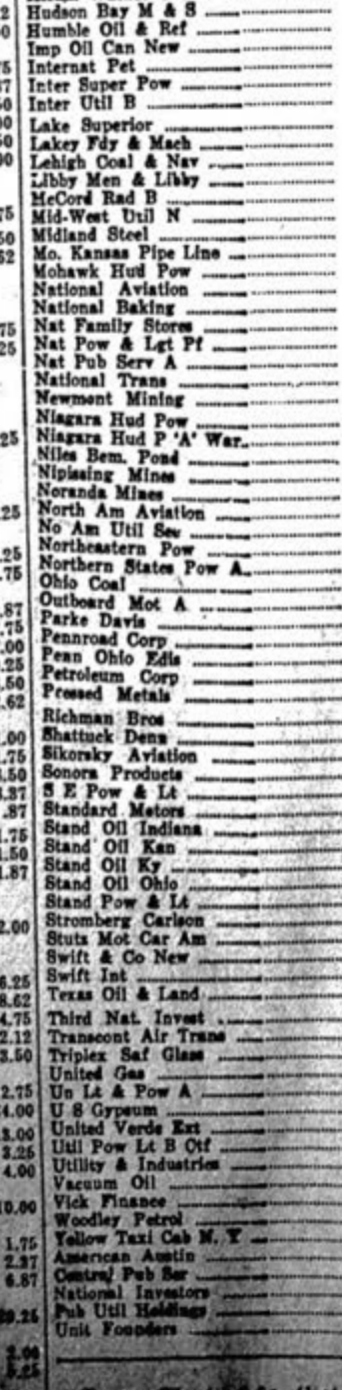 Hudson Bay M & S
Humble Oil & Ref
Imp Oil Can New
Internat Pet
Inter Super Pow
Inter Util B
Lake Superior
Lakey Fdy & Mach
Lehigh Coal & Nav
Libby Men & Libby
McCord Rad B
Mid-West Util N
Midland Steel
Mo. Kansas Pipe Line
Mohawk Hud Pow
National Aviation
National Baking
Nat Family Stores
Nat Pow & Lgt Pf
Nat Pub Serv A
National Trans
Newmont Mining
Niagara Hud Pow
Niagara Hud P 'A' War.
Niles Bem. Pond
Nipissing Mines
Noranda Mines
North Am Aviation
No Am Util Sec
Northeastern Pow
Northern States Pow A
Ohio Coal
Outboard Mot A
Parke Davis
Pennroad Corp
Penn Ohio Edis
Petroleum Corp
Pressed Metals
Richman Bros
Shattuck Denn
Sikorsky Aviation
Sonora Products
S E Pow & Lt
Standard Motors
Stand Oil Indiana
Stand Oil Kan
Stand Oil Ky
Stand Oil Ohio
Stand Pow & Lt
Stromberg Carlson
Stutz Mot Car Am
Swift & Co New
Swift Int
Texas Oil & Land
Third Nat. Invest
Transcont Air Trans
Triplex Saf Glass
United Gas
Un Lt & Pow A
U S Gypsum
United Verde Ext
Util Pow Lt B Ctf
Utility & Industries
Vacuum Oil
Vick Finance
Woodley Petrol
Yellow Taxi Cab N. Y
American Austin
Central Pub Ser
National Investors
Pub Util Holdings
Unit Founders